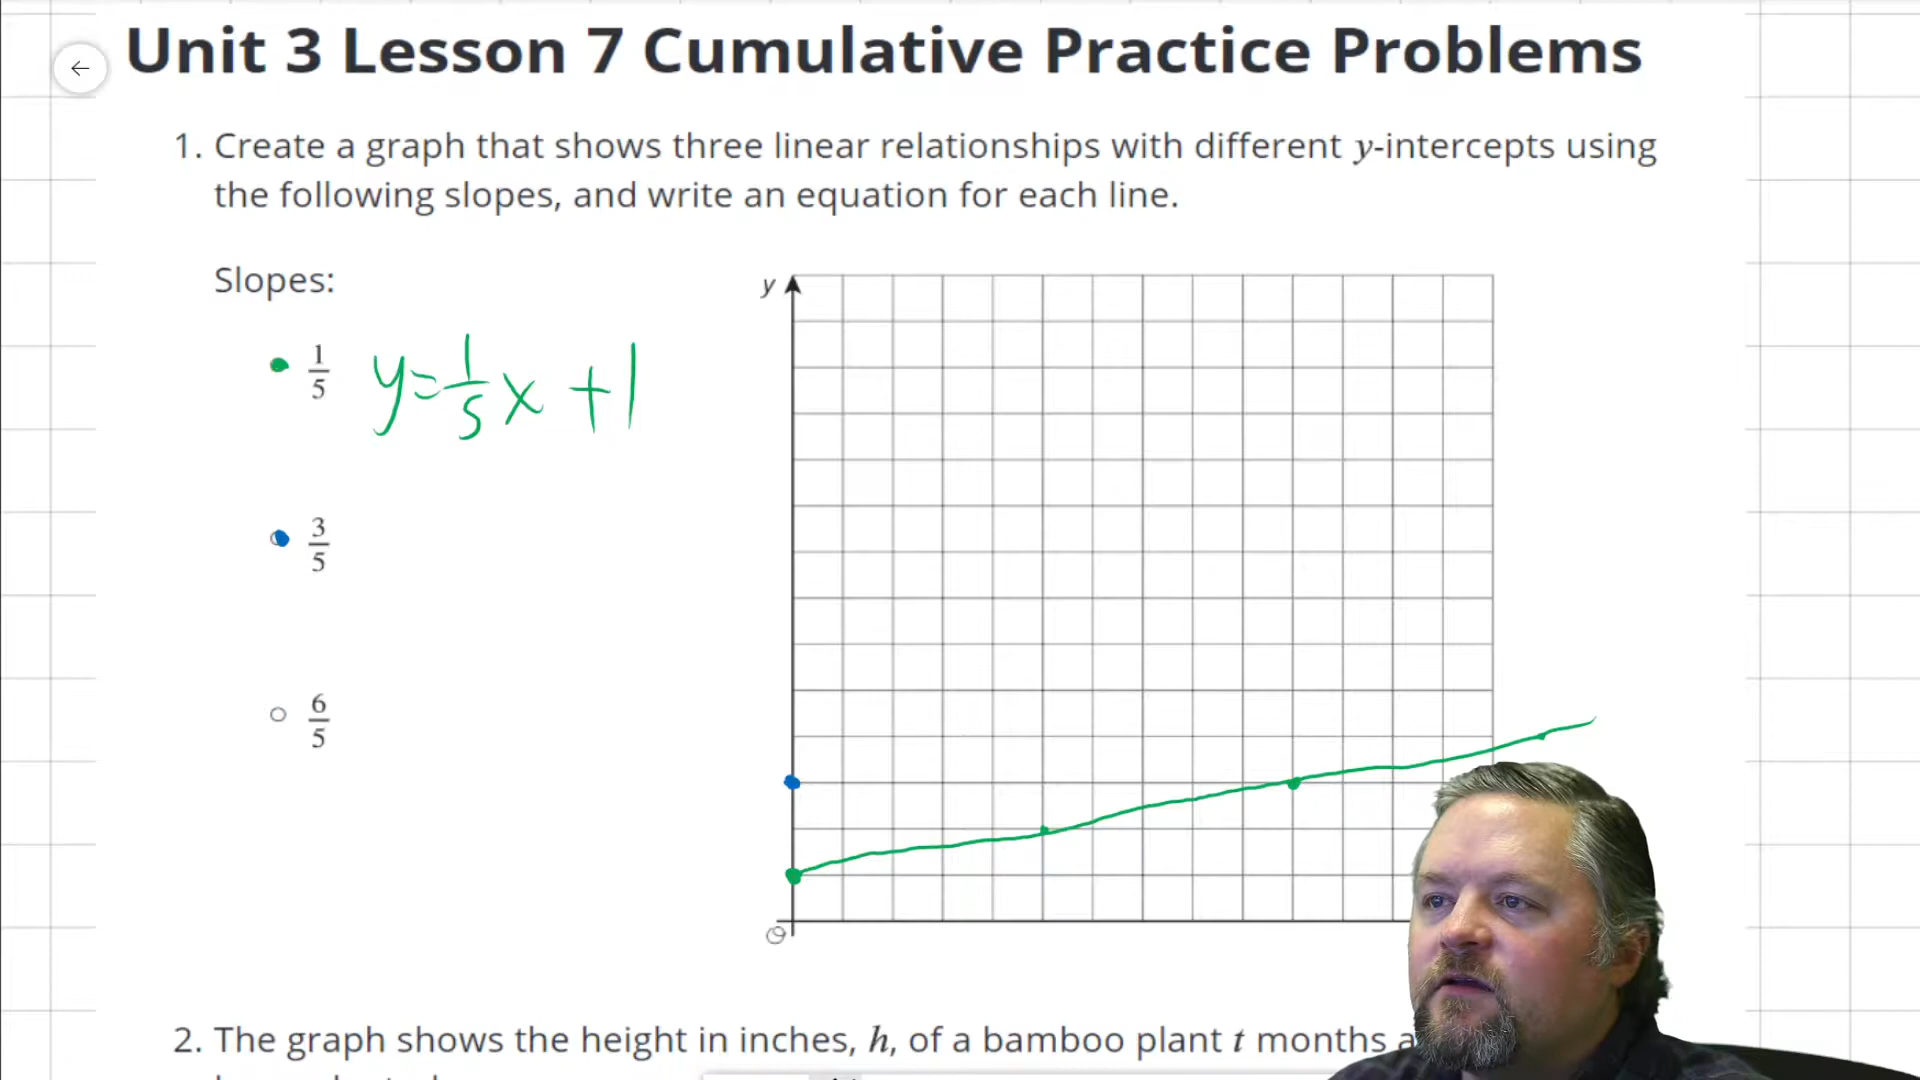 Unit 3 Lesson 7 Cumulative Practice Problems
1. Create a graph that shows three linear relationships with different y-intercepts using
the following slopes, and write an equation for each line.
Slopes:
1/5 y=1/5x +1
3/5
6/5
y
O
2. The graph shows the height in inches, h, of a bamboo plant t months a